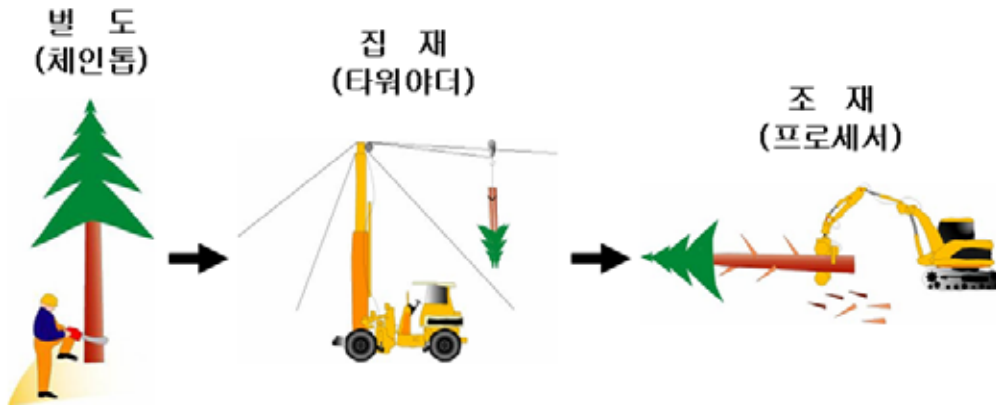 벌 도
(체인톱)
집 재
(타워야더)
조 재
(프로세서)